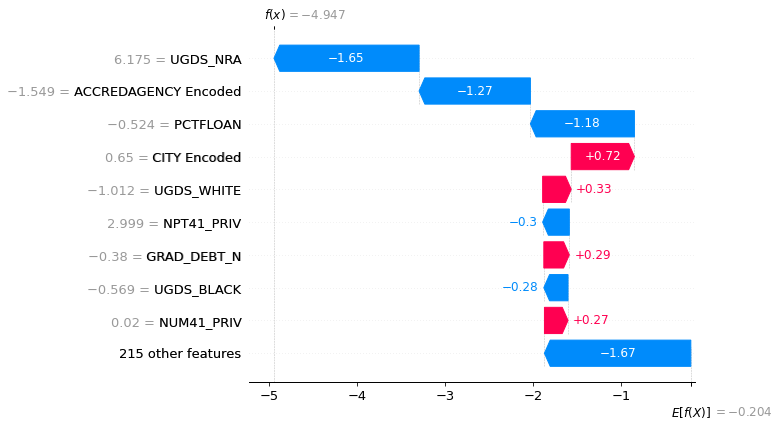 f(x) = −4.947
6.175 = UGDS_NRA −1.65
−1.549 = ACCREDAGENCY Encoded −1.27
−0.524 = PCTFLOAN −1.18
0.65 = CITY Encoded +0.72
−1.012 = UGDS_WHITE +0.33
2.999 = NPT41_PRIV −0.3
−0.38 = GRAD_DEBT_N +0.29
−0.569 = UGDS_BLACK −0.28
0.02 = NUM41_PRIV +0.27
215 other features −1.67
−5 −4 −3 −2 −1
E[f(X)] = −0.204